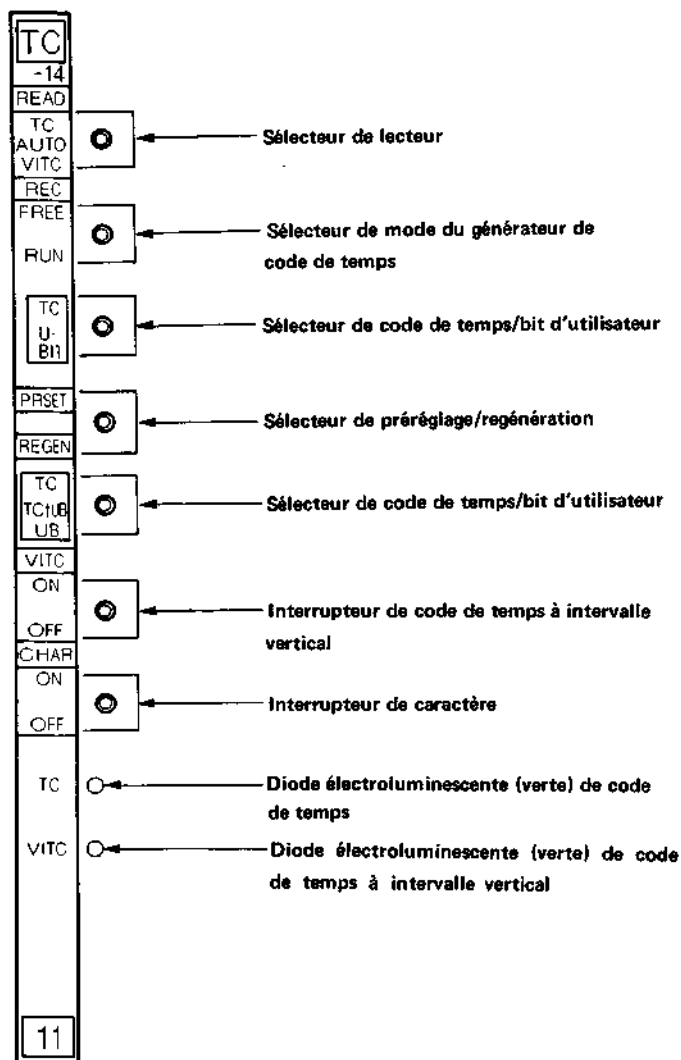 TC
-14
READ
TC
AUTO
VITC
Sélecteur de lecteur
REC
FREE
RUN
Sélecteur de mode du générateur de
code de temps
TC
U-
BIT
Sélecteur de code de temps/bit d'utilisateur
PRSET
REGEN
Sélecteur de préréglage/regénération
TC
TC+UB
UB
Sélecteur de code de temps/bit d'utilisateur
VITC
ON
OFF
Interrupteur de code de temps à intervalle
vertical
CHAR
ON
OFF
Interrupteur de caractère
TC
Diode électroluminescente (verte) de code
de temps
VITC
Diode électroluminescente (verte) de code
de temps à intervalle vertical
11